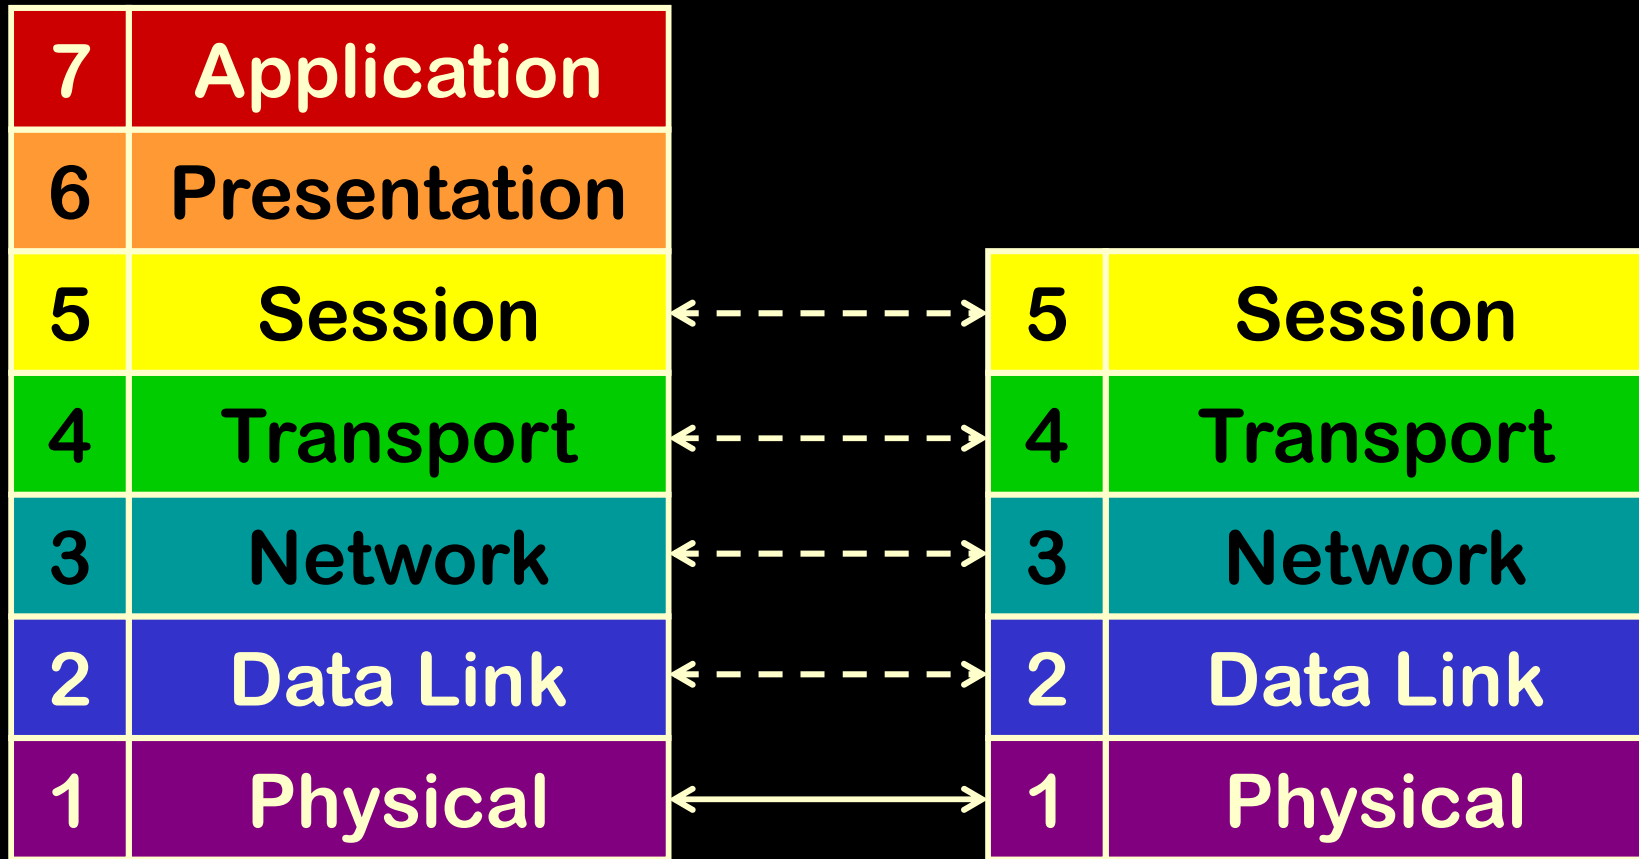 7 Application
6 Presentation
5 Session 5 Session
4 Transport 4 Transport
3 Network 3 Network
2 Data Link 2 Data Link
1 Physical 1 Physical